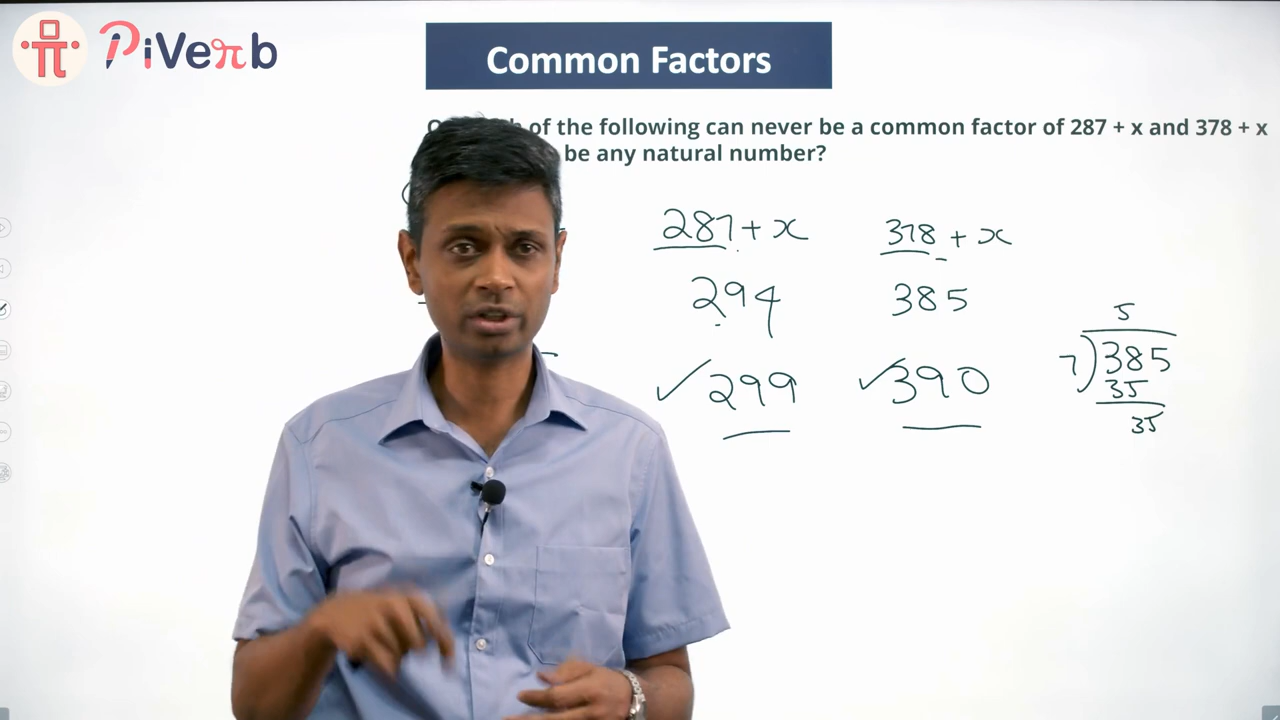 PiVerb
Common Factors
of the following can never be a common factor of 287 + x and 378 + x
be any natural number?
287 + x 378 + x
294 385
5
7)385
✓ 299 ✓ 390
35
35